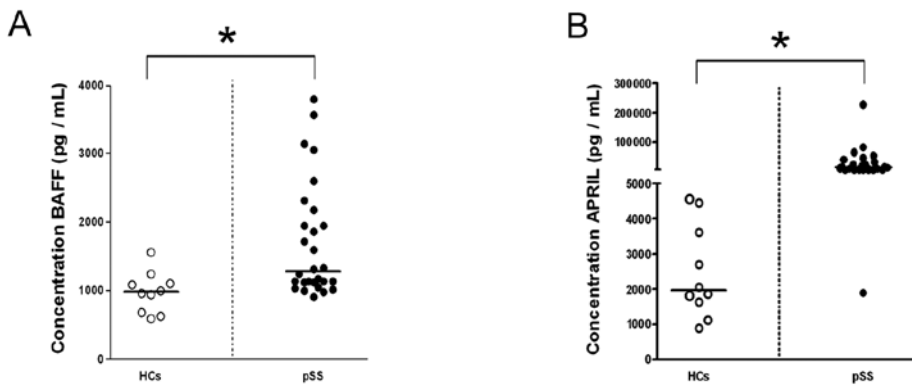 A
*
Concentration BAFF (pg / mL)
4000
3000
2000
1000
0
HCs
pSS
B
*
Concentration APRIL (pg / mL)
300000
200000
100000
5000
4000
3000
2000
1000
0
HCs
pSS